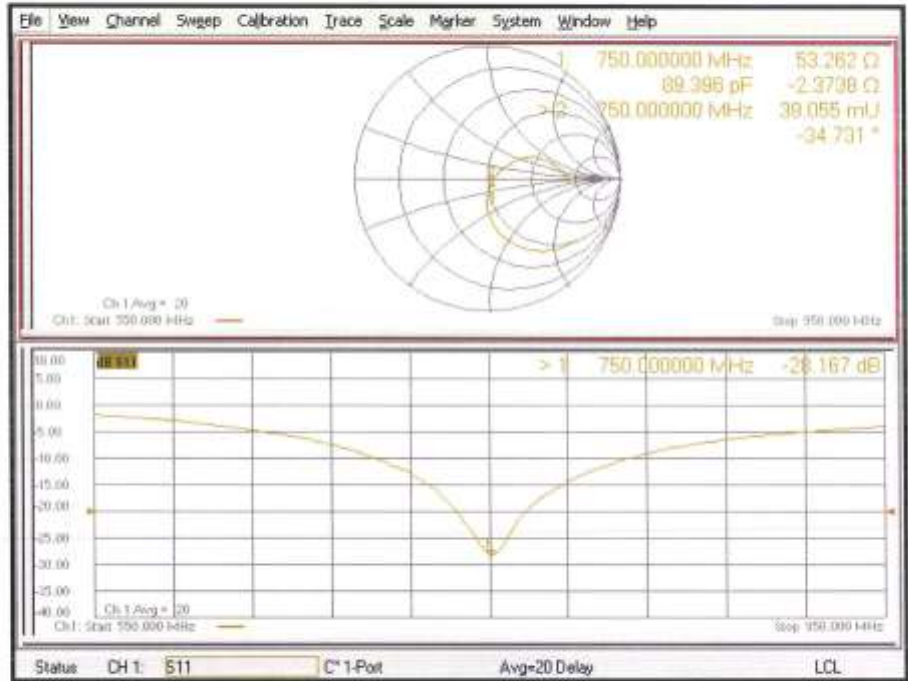 File View Channel Sweep Calibration Trace Scale Marker System Window Help
1 750.000000 MHz 53.262 Ω
89.396 pF -2.3738 Ω
> 2 750.000000 MHz 39.055 mU
-34.731 °
Ch 1 Avg = 20
Ch1: Start 550.000 MHz
Stop 950.000 MHz
10.00
dB S11
> 1 750.000000 MHz -28.167 dB
5.00
0.00
-5.00
-10.00
-15.00
-20.00
-25.00
-30.00
-35.00
-40.00
Ch 1 Avg = 20
Ch1: Start 550.000 MHz
Stop 950.000 MHz
Status CH 1: S11 C* 1-Port Avg=20 Delay LCL